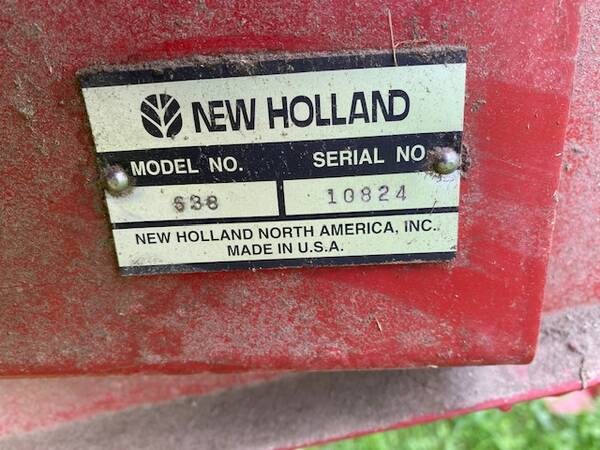 NEW HOLLAND
MODEL NO. SERIAL NO
638 10824
NEW HOLLAND NORTH AMERICA, INC.
MADE IN U.S.A.